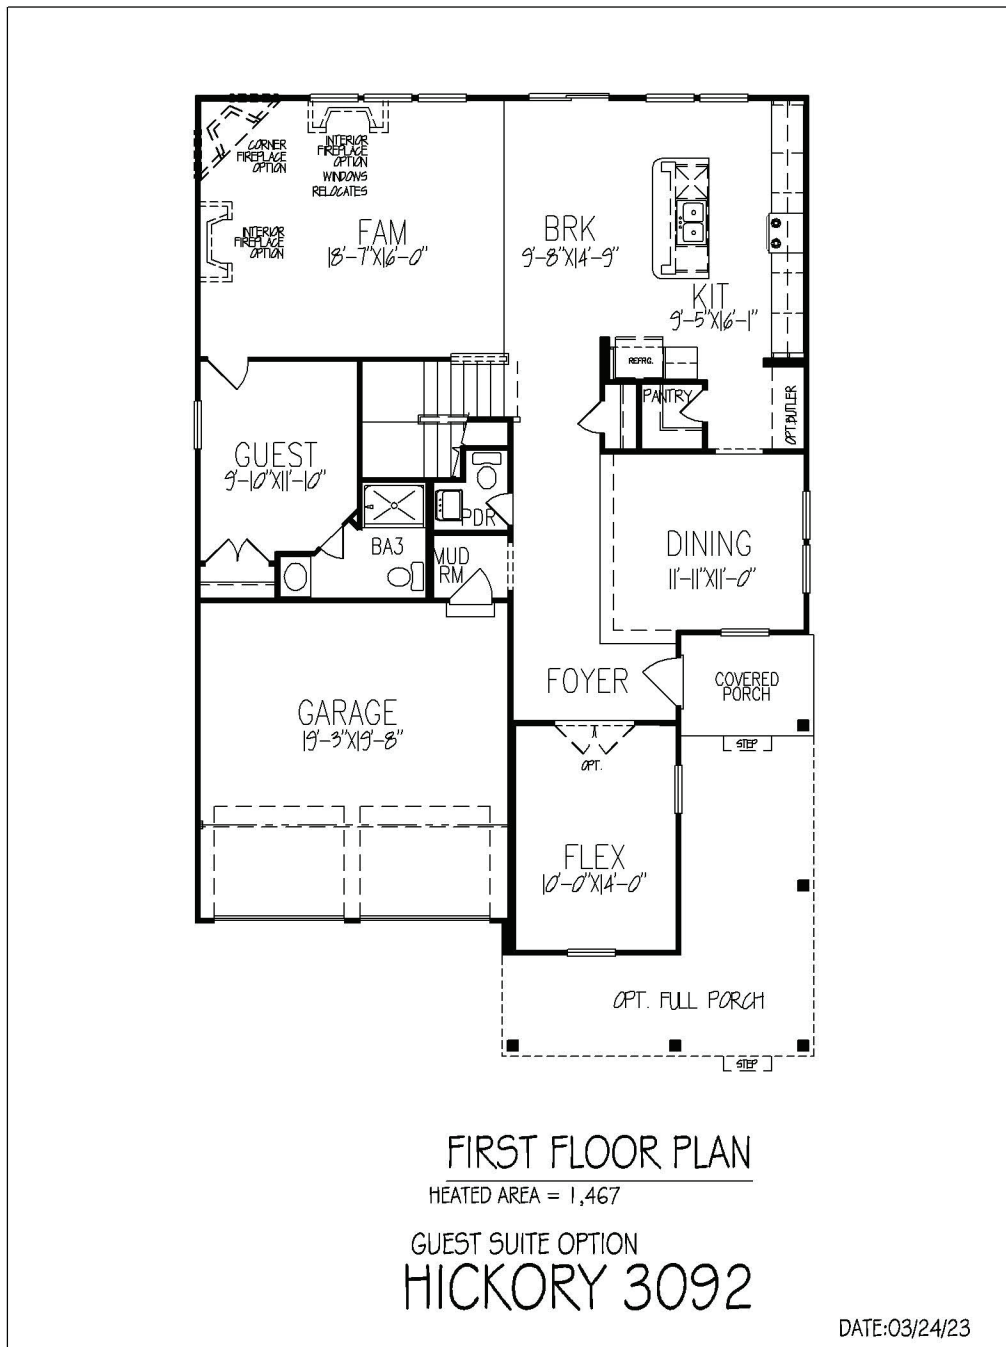 CORNER
FIREPLACE
OPTION
INTERIOR
FIREPLACE
OPTION
WINDOWS
RELOCATES
INTERIOR
FIREPLACE
OPTION
FAM
18'-7"X16'-0"
BRK
9'-8"X14'-9"
KIT
9'-5"X16'-1"
REFRG.
PANTRY
OPT.BUTLER
GUEST
9'-10"X11'-10"
PDR
BA3
MUD
RM
DINING
11'-11"X11'-0"
FOYER
COVERED
PORCH
STEP
GARAGE
19'-3"X19'-8"
OPT.
FLEX
10'-0"X14'-0"
OPT. FULL PORCH
STEP
FIRST FLOOR PLAN
HEATED AREA = 1,467
GUEST SUITE OPTION
HICKORY 3092
DATE:03/24/23